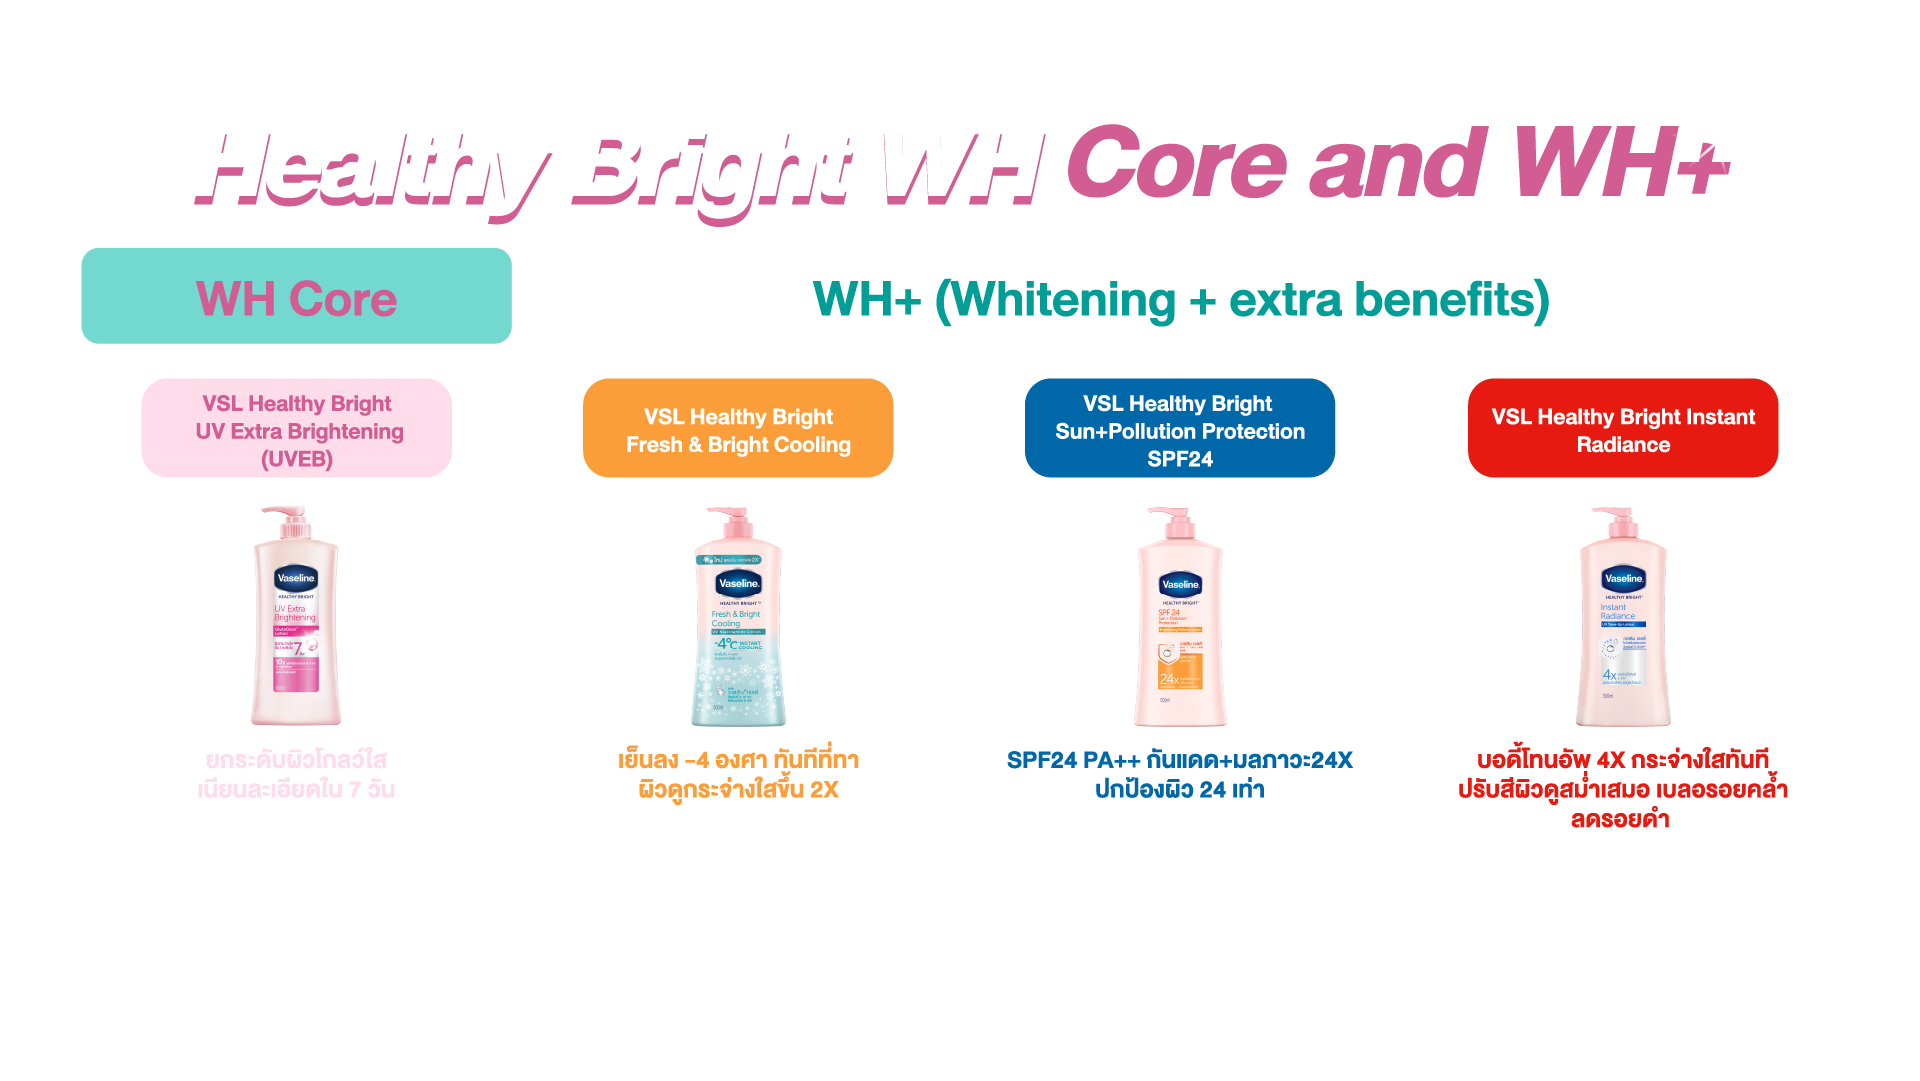 Healthy Bright WH Core and WH+
WH Core
WH+ (Whitening + extra benefits)
VSL Healthy Bright
UV Extra Brightening
(UVEB)
VSL Healthy Bright
Fresh & Bright Cooling
VSL Healthy Bright
Sun+Pollution Protection
SPF24
VSL Healthy Bright Instant
Radiance
Vaseline
HEALTHY BRIGHT
UV Extra
Brightening
GlutaGlow
Lotion
7
10x
Vaseline
HEALTHY BRIGHT™
Fresh & Bright
Cooling
-4°C INSTANT
COOLING
500ml
Vaseline
HEALTHY BRIGHT
SPF 24
Sun + Pollution
Protection
24x
500ml
Vaseline
HEALTHY BRIGHT
Instant
Radiance
4x
500ml
ยกระดับผิวโกลว์ใส
เนียนละเอียดใน 7 วัน
เย็นลง -4 องศา ทันทีที่ทา
ผิวดูกระจ่างใสขึ้น 2X
SPF24 PA++ กันแดด+มลภาวะ24X
ปกป้องผิว 24 เท่า
บอดี้โทนอัพ 4X กระจ่างใสทันที
ปรับสีผิวดูสม่ำเสมอ เบลอรอยคล้ำ
ลดรอยดำ